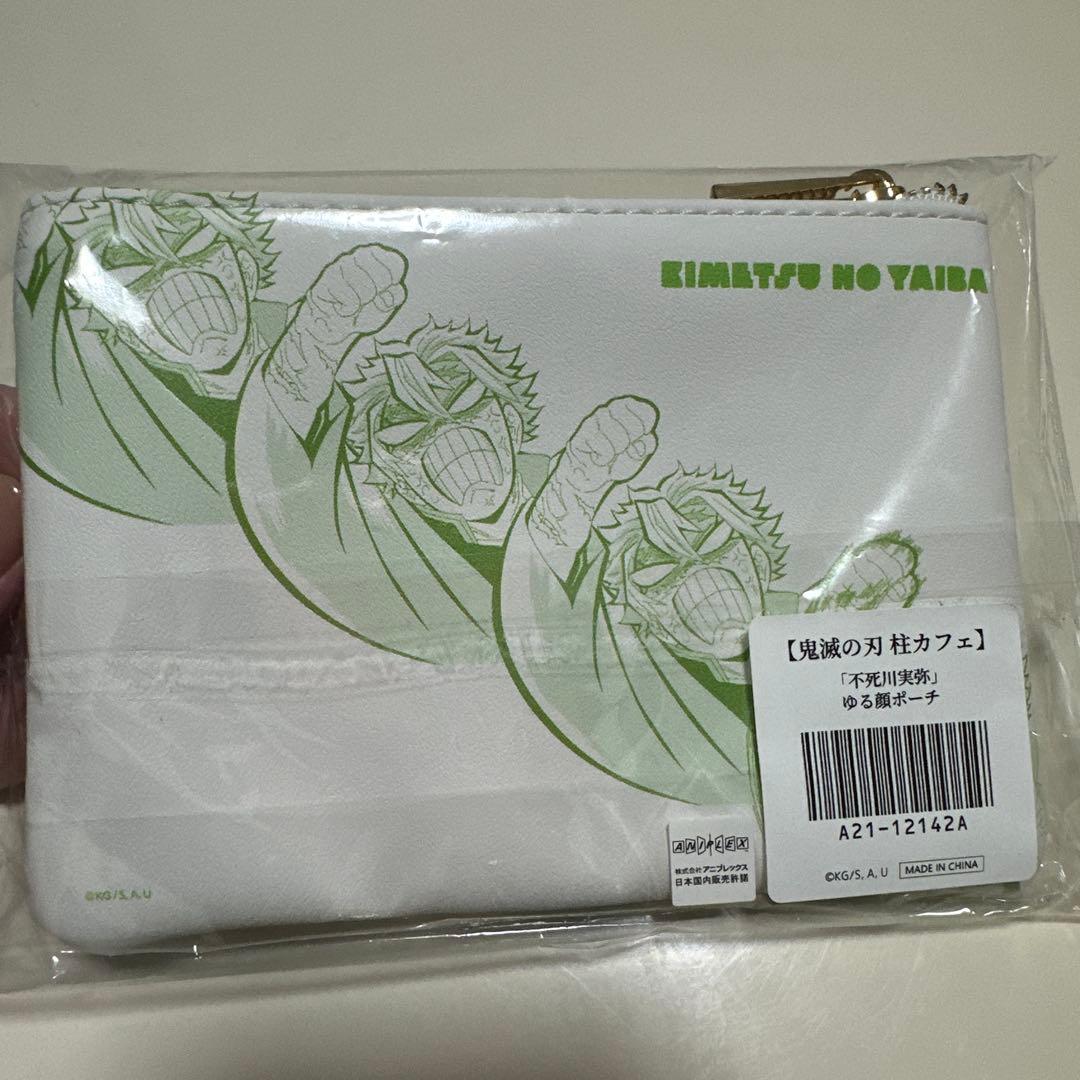 KIMETSU NO YAIBA
【鬼滅の刃 柱カフェ】
「不死川実弥」
ゆる顔ポーチ
A21-12142A
©KG/S, A, U
MADE IN CHINA
ANIPLEX
株式会社アニプレックス
日本国内販売許諾
©KG/S, A, U